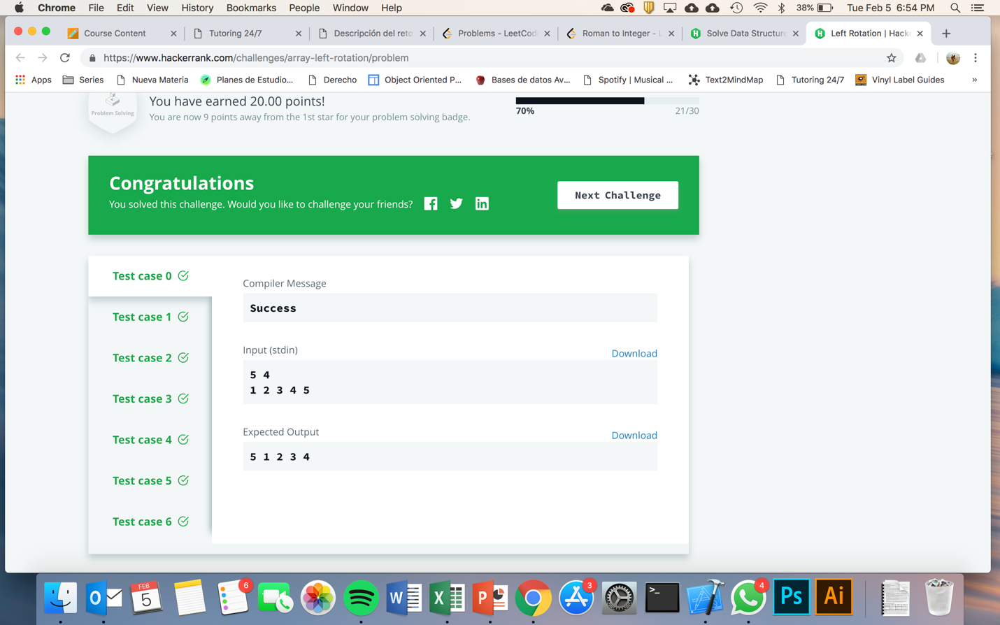 Chrome File Edit View History Bookmarks People Window Help 38% Tue Feb 5 6:54 PM
Course Content Tutoring 24/7 Descripción del reto Problems - LeetCod Roman to Integer - L Solve Data Structure Left Rotation | Hack
https://www.hackerrank.com/challenges/array-left-rotation/problem
Apps Series Nueva Materia Planes de Estudio... Derecho Object Oriented P... Bases de datos Av... Spotify | Musical ... Text2MindMap Tutoring 24/7 Vinyl Label Guides »
Problem Solving
You have earned 20.00 points!
You are now 9 points away from the 1st star for your problem solving badge.
70% 21/30
Congratulations
You solved this challenge. Would you like to challenge your friends?
Next Challenge
Test case 0
Test case 1
Test case 2
Test case 3
Test case 4
Test case 5
Test case 6
Compiler Message
Success
Input (stdin) Download
5 4
1 2 3 4 5
Expected Output Download
5 1 2 3 4
FEB
5
6
3
4
Ps
Ai